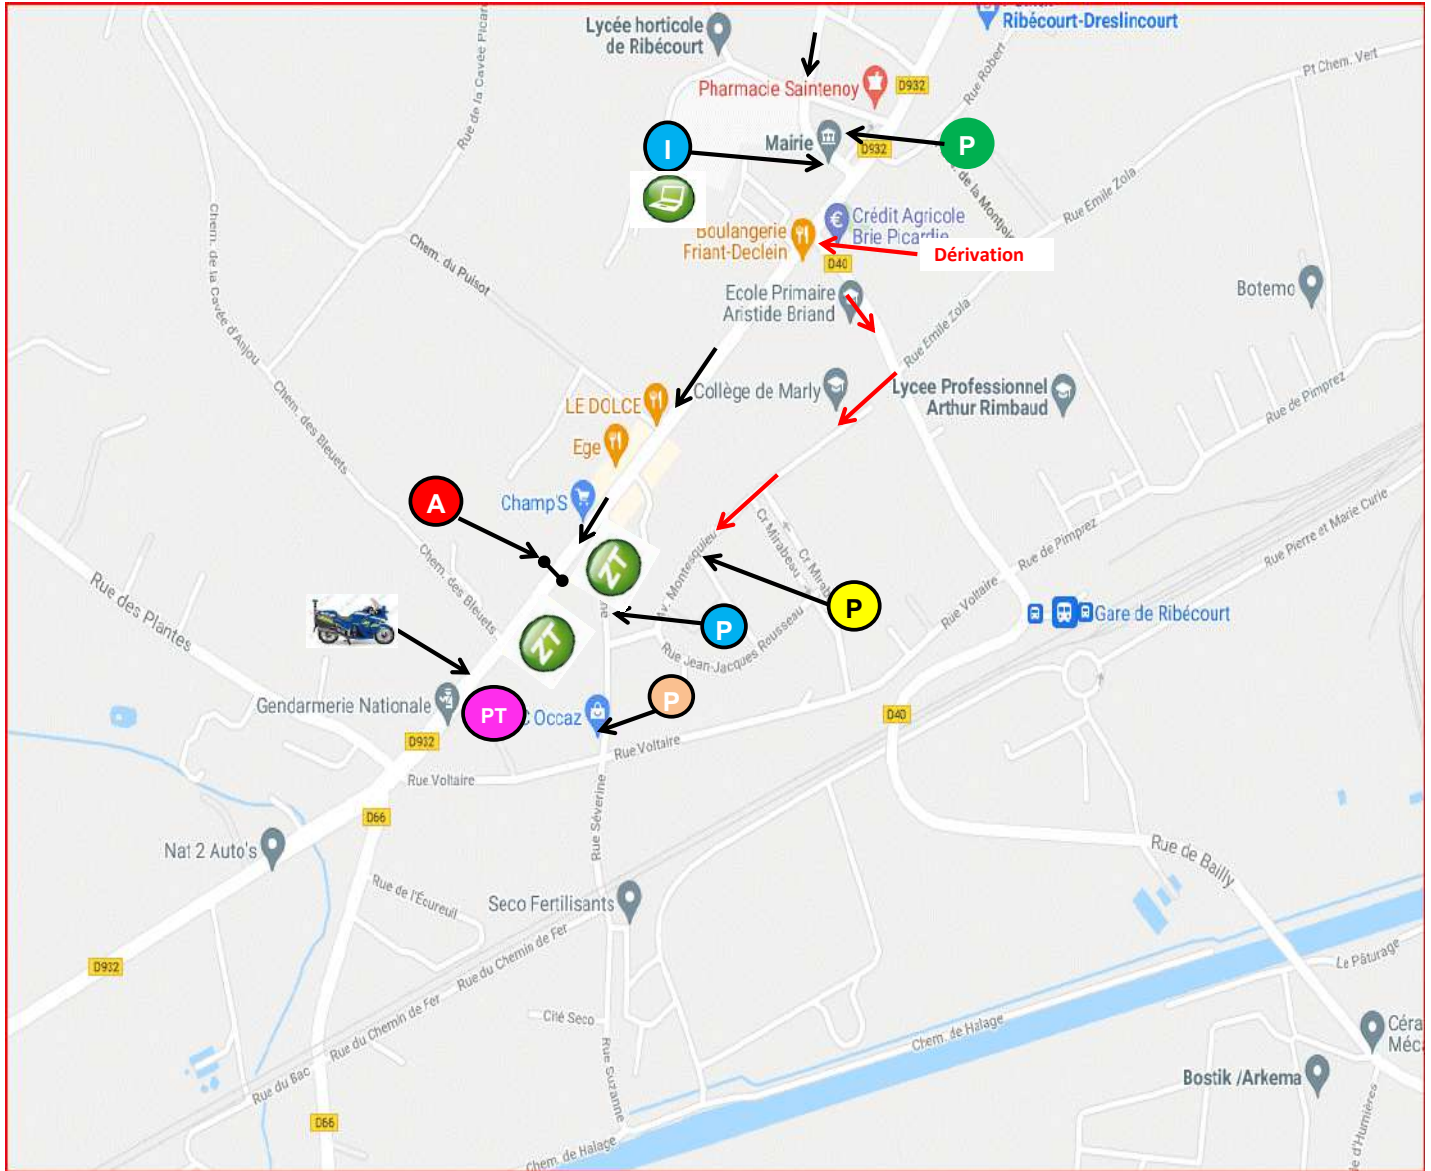 Lycée horticole
de Ribécourt
Ribécourt-Dreslincourt
Rue de la Cavée Picard
Pt Chem. Vert
Pharmacie Saintenoy
D932
Rue Robert
I
Mairie
D932
P
de la Montjoie
Rue Emile Zola
Chem. de la Cavée d'Anjou
Chem. du Puisot
Boulangerie
Friant-Declein
Crédit Agricole
Brie Picardie
Dérivation
D40
Ecole Primaire
Aristide Briand
Botemo
Rue Emile Zola
Chem. des Bleuets
LE DOLCE
Collège de Marly
Lycee Professionnel
Arthur Rimbaud
Rue de Pimprez
Ege
A
Champ'S
Rue Pierre et Marie Curie
Cr Mirabeau
Cr Mirab
Rue de Pimprez
Av. Montesquieu
ZT
Chem. des Bleuets
Rue des Plantes
Rue Voltaire
P
P
Gare de Ribécourt
ZT
Rue Jean-Jacques Rousseau
Gendarmerie Nationale
PT
Occaz
P
D40
D932
Rue Voltaire
Rue Voltaire
D66
Rue Séverine
Nat 2 Auto's
Rue de Bailly
Rue de l'Écureuil
Seco Fertilisants
Rue du Chemin de Fer
D932
Le Pâturage
Cité Seco
Rue du Chemin de Fer
Chem. de Halage
Céra
Méc
Rue du Bac
Rue Suzanne
Bostik /Arkema
D66
e d'Humières
Chem. de Halage